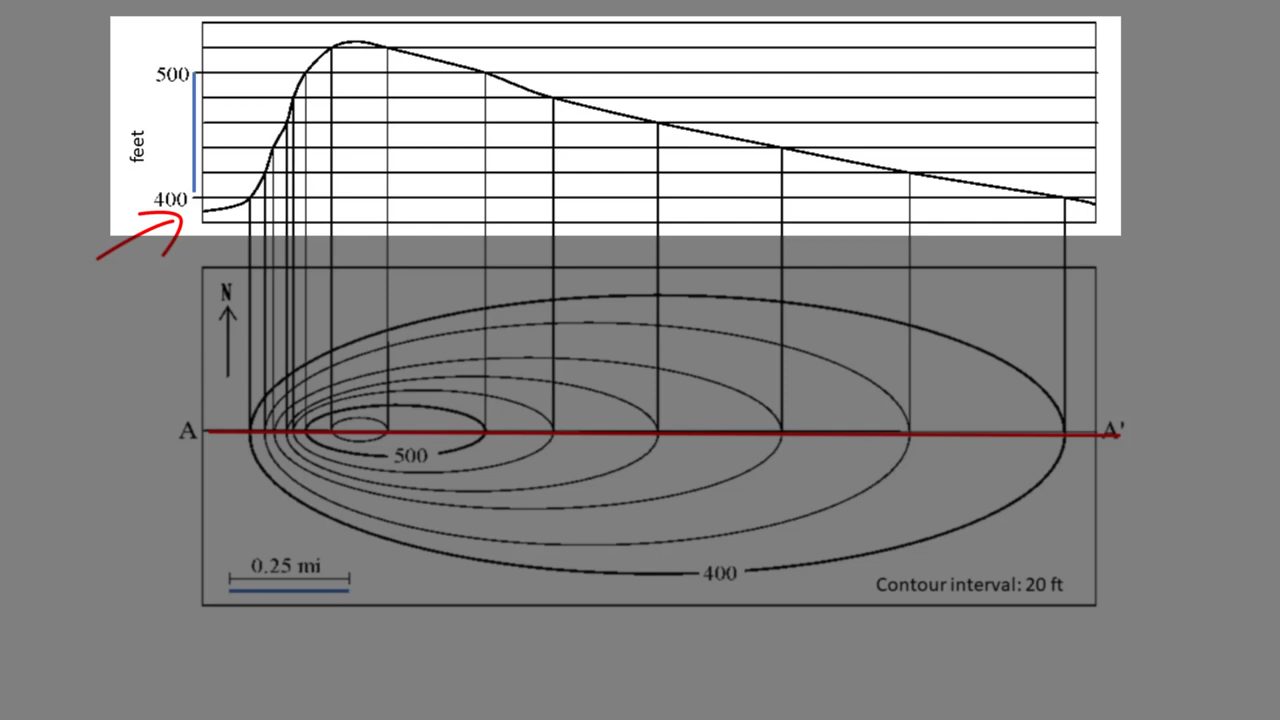 500
feet
400
N
A
A'
500
0.25 mi
400
Contour interval: 20 ft